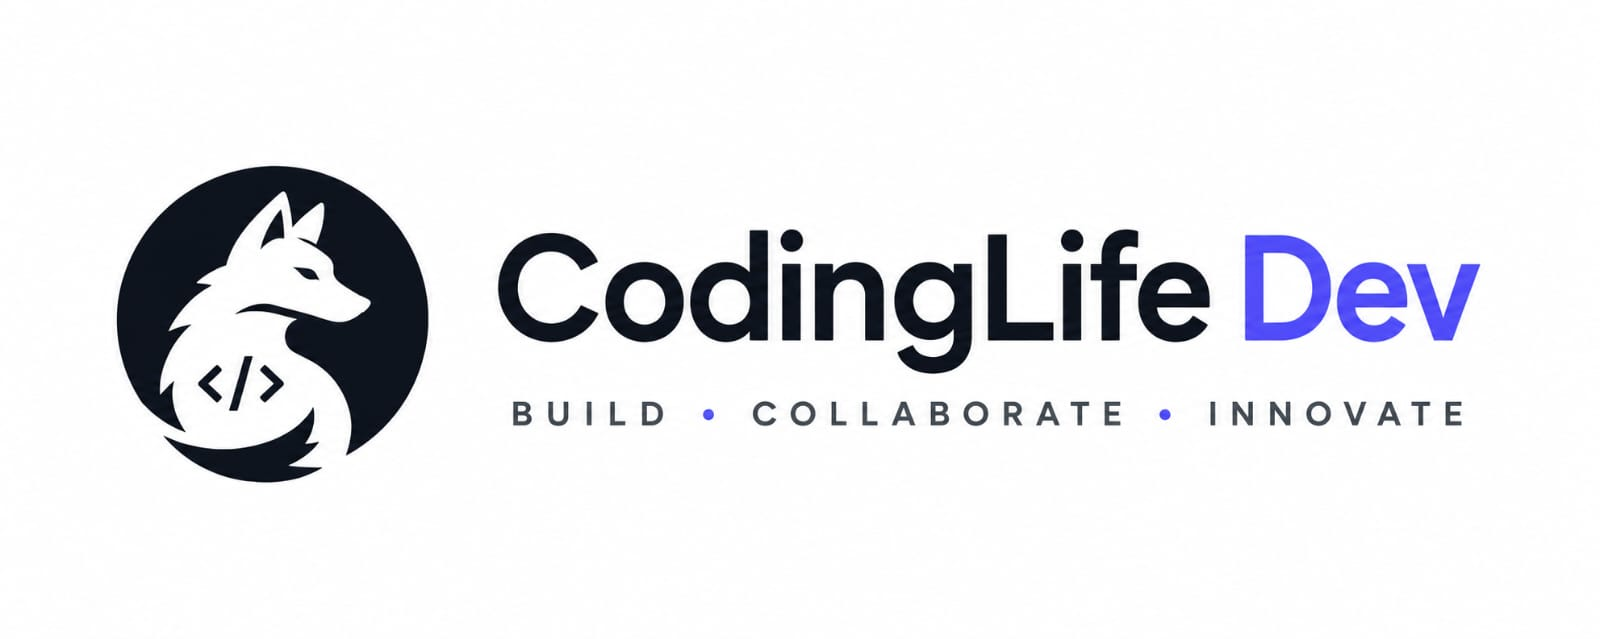 </>
CodingLife Dev
BUILD • COLLABORATE • INNOVATE